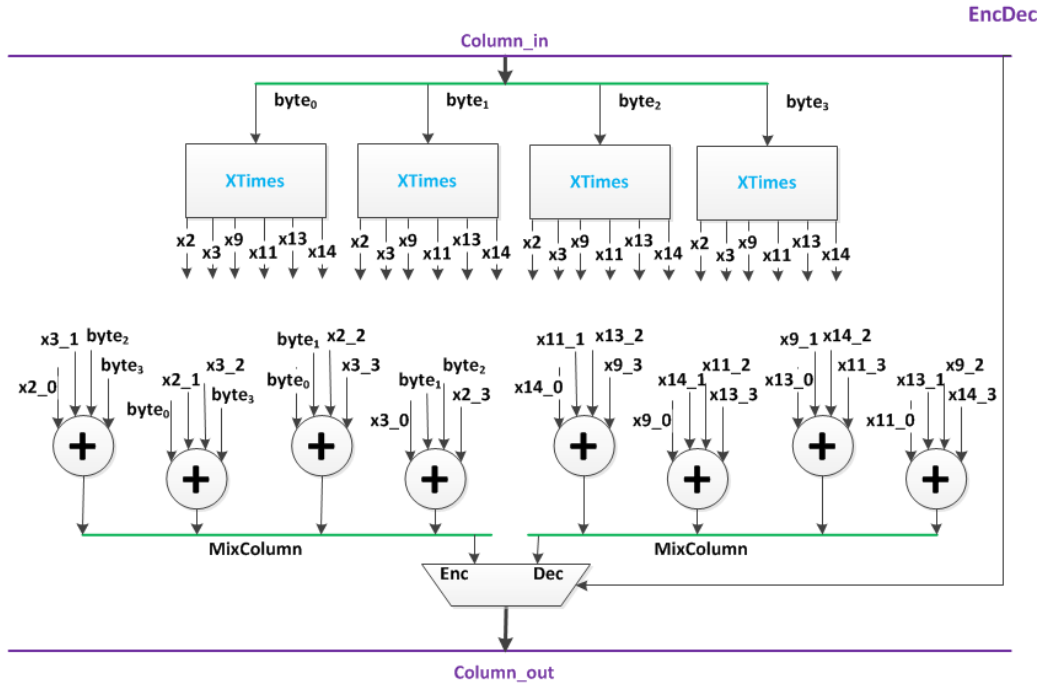 EncDec
Column_in
byte₀ byte₁ byte₂ byte₃
XTimes XTimes XTimes XTimes
x2 x3 x9 x11 x13 x14 x2 x3 x9 x11 x13 x14 x2 x3 x9 x11 x13 x14 x2 x3 x9 x11 x13 x14
x2_0 x3_1 byte₂ byte₃
byte₀ x2_1 x3_2 byte₃
byte₀ byte₁ x2_2 x3_3
x3_0 byte₁ byte₂ x2_3
x14_0 x11_1 x13_2 x9_3
x9_0 x14_1 x11_2 x13_3
x13_0 x9_1 x14_2 x11_3
x11_0 x13_1 x9_2 x14_3
+ + + + + + + +
MixColumn MixColumn
Enc Dec
Column_out